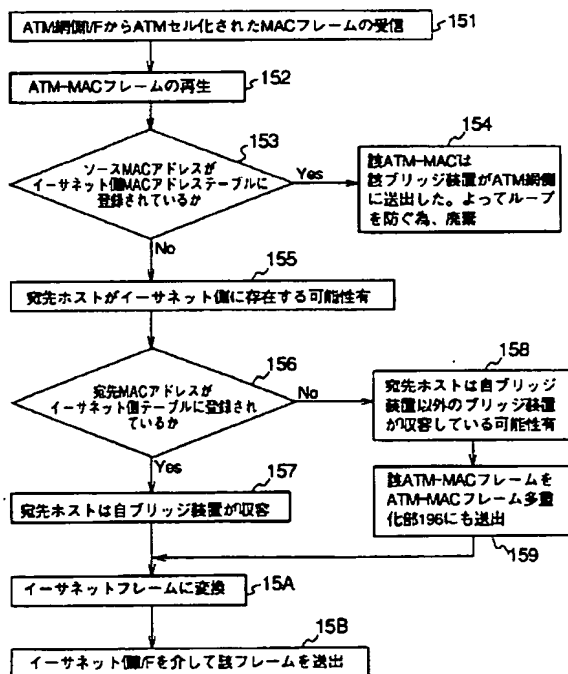 ATM網側I/FからATMセル化されたMACフレームの受信
151
152
ATM-MACフレームの再生
153
ソースMACアドレスが
イーサネット側MACアドレステーブルに
登録されているか
Yes
154
該ATM-MACは
該ブリッジ装置がATM網側
に送出した。よってループ
を防ぐ為、廃棄
No
155
宛先ホストがイーサネット側に存在する可能性有
156
宛先MACアドレスが
イーサネット側テーブルに登録され
ているか
No
158
宛先ホストは自ブリッジ
装置以外のブリッジ装置
が収容している可能性有
Yes
157
宛先ホストは自ブリッジ装置が収容
該ATM-MACフレームを
ATM-MACフレーム多重
化部196にも送出
159
イーサネットフレームに変換
15A
15B
イーサネット側I/Fを介して該フレームを送出